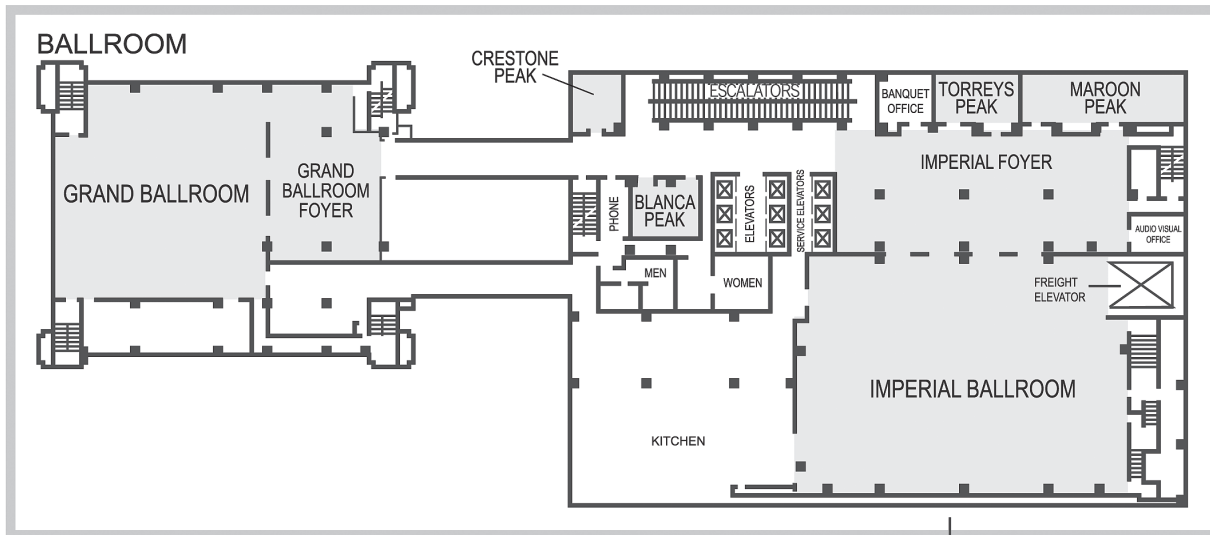 BALLROOM
CRESTONE
PEAK
ESCALATORS
BANQUET
OFFICE
TORREYS
PEAK
MAROON
PEAK
GRAND BALLROOM
GRAND
BALLROOM
FOYER
IMPERIAL FOYER
PHONE
BLANCA
PEAK
ELEVATORS
SERVICE ELEVATORS
AUDIO VISUAL
OFFICE
MEN
WOMEN
FREIGHT
ELEVATOR
IMPERIAL BALLROOM
KITCHEN